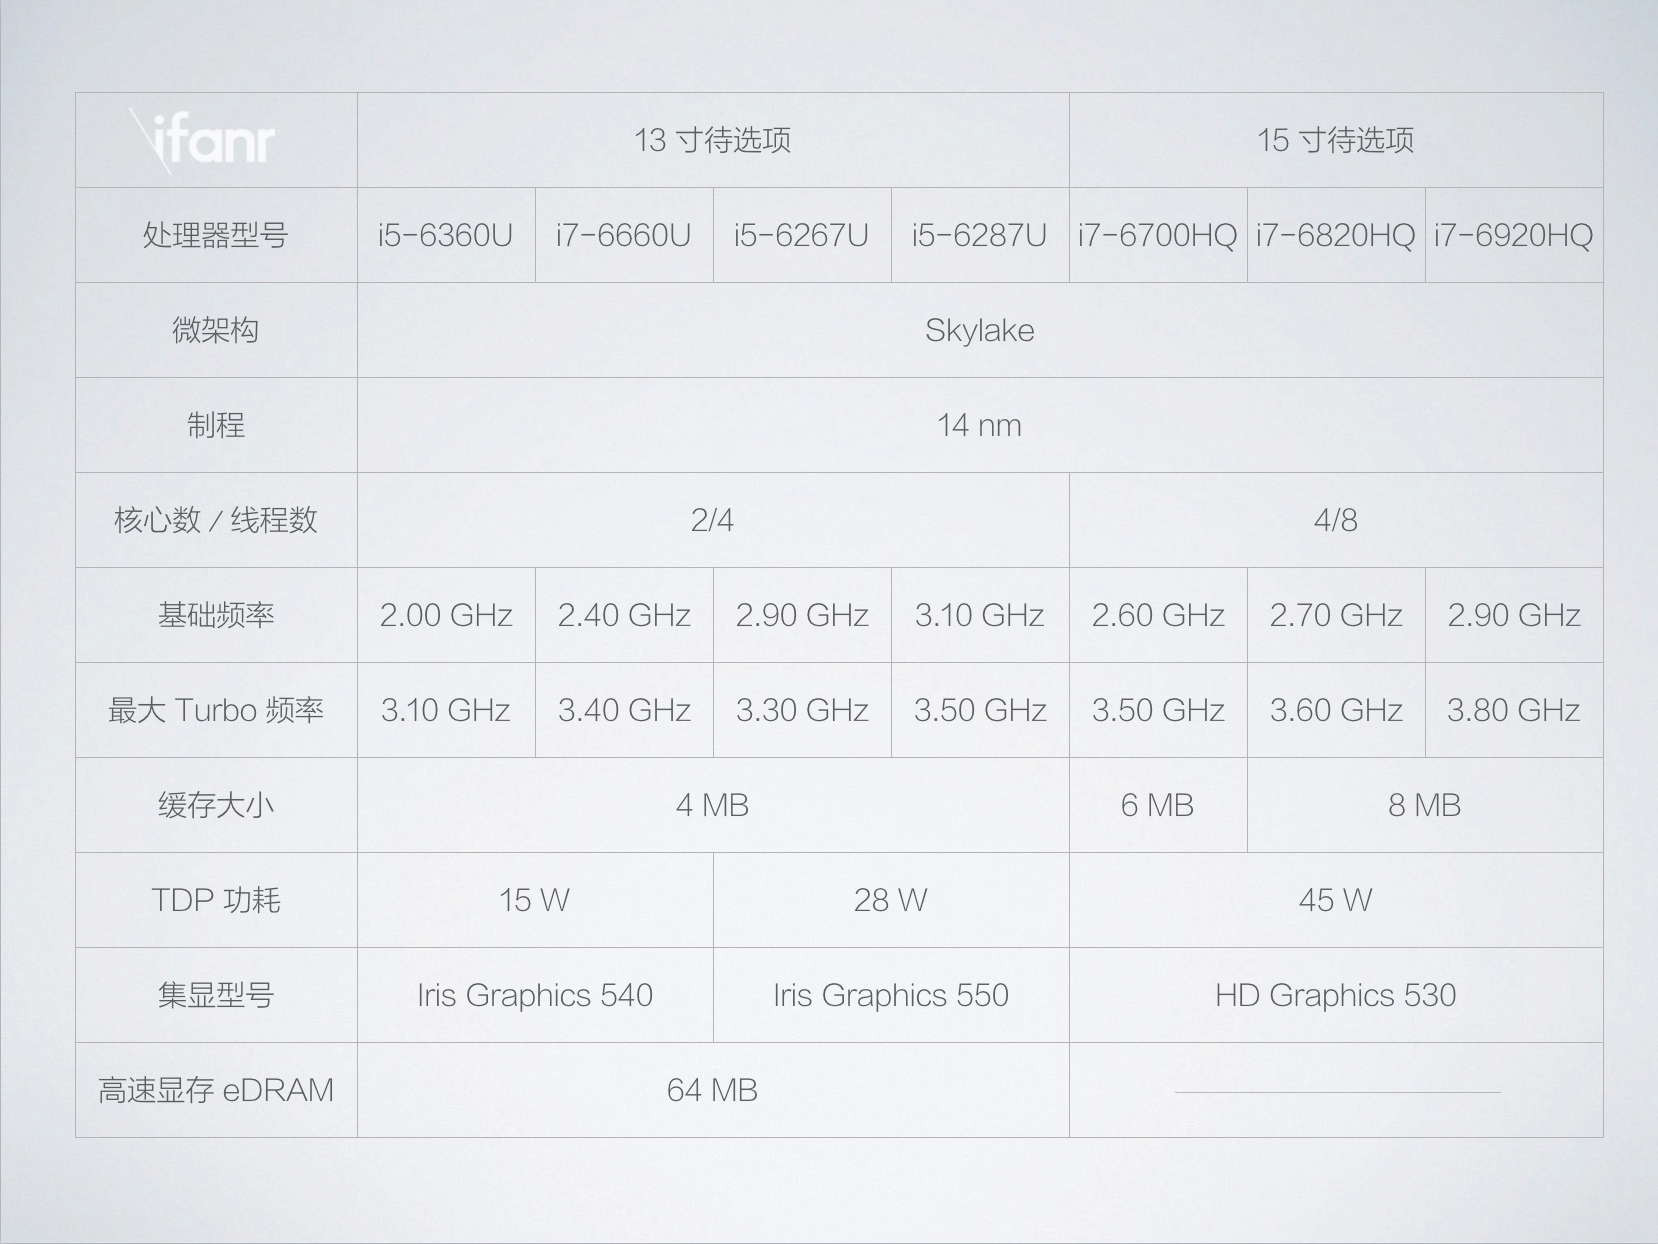 ifanr 13 寸待选项 15 寸待选项
处理器型号 i5-6360U i7-6660U i5-6267U i5-6287U i7-6700HQ i7-6820HQ i7-6920HQ
微架构 Skylake
制程 14 nm
核心数 / 线程数 2/4 4/8
基础频率 2.00 GHz 2.40 GHz 2.90 GHz 3.10 GHz 2.60 GHz 2.70 GHz 2.90 GHz
最大 Turbo 频率 3.10 GHz 3.40 GHz 3.30 GHz 3.50 GHz 3.50 GHz 3.60 GHz 3.80 GHz
缓存大小 4 MB 6 MB 8 MB
TDP 功耗 15 W 28 W 45 W
集显型号 Iris Graphics 540 Iris Graphics 550 HD Graphics 530
高速显存 eDRAM 64 MB